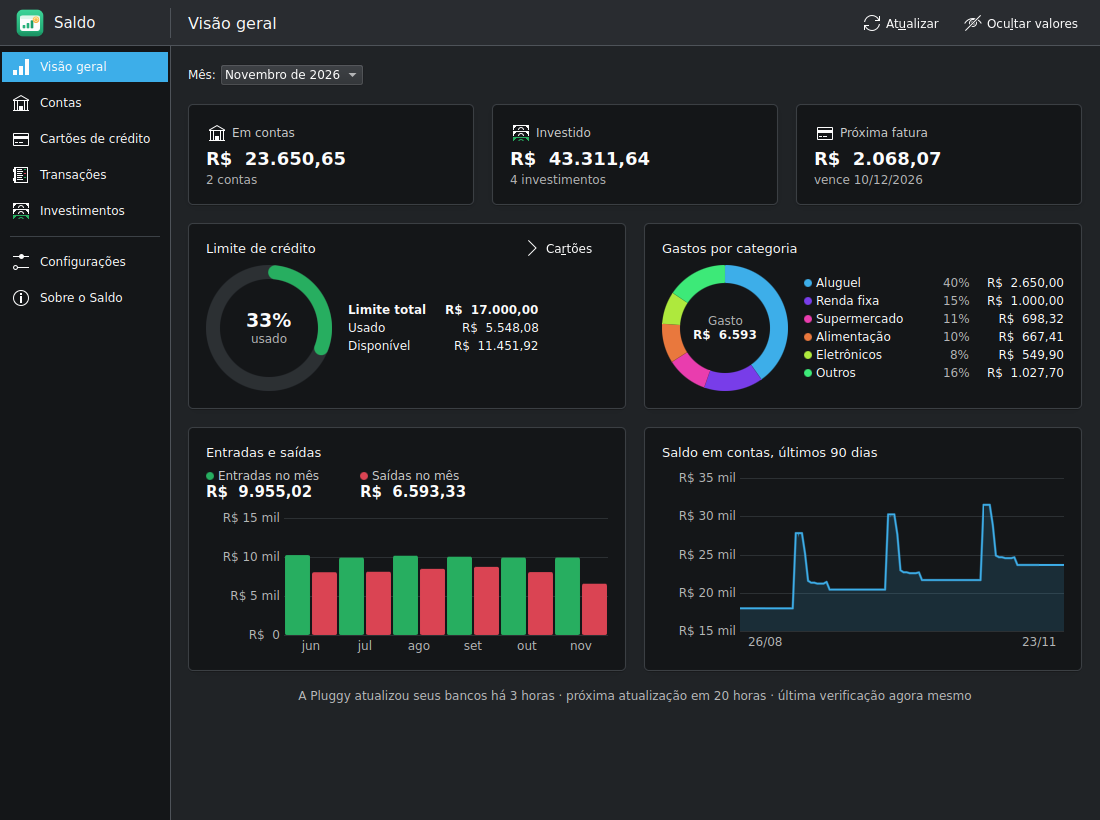 Saldo
Visão geral
Atualizar
Ocultar valores
Visão geral
Contas
Cartões de crédito
Transações
Investimentos
Configurações
Sobre o Saldo
Mês: Novembro de 2026
Em contas
R$ 23.650,65
2 contas
Investido
R$ 43.311,64
4 investimentos
Próxima fatura
R$ 2.068,07
vence 10/12/2026
Limite de crédito
Cartões
33%
usado
Limite total R$ 17.000,00
Usado R$ 5.548,08
Disponível R$ 11.451,92
Gastos por categoria
Gasto
R$ 6.593
Aluguel 40% R$ 2.650,00
Renda fixa 15% R$ 1.000,00
Supermercado 11% R$ 698,32
Alimentação 10% R$ 667,41
Eletrônicos 8% R$ 549,90
Outros 16% R$ 1.027,70
Entradas e saídas
Entradas no mês
R$ 9.955,02
Saídas no mês
R$ 6.593,33
R$ 15 mil
R$ 10 mil
R$ 5 mil
R$ 0
jun jul ago set out nov
Saldo em contas, últimos 90 dias
R$ 35 mil
R$ 30 mil
R$ 25 mil
R$ 20 mil
R$ 15 mil
26/08 23/11
A Pluggy atualizou seus bancos há 3 horas · próxima atualização em 20 horas · última verificação agora mesmo